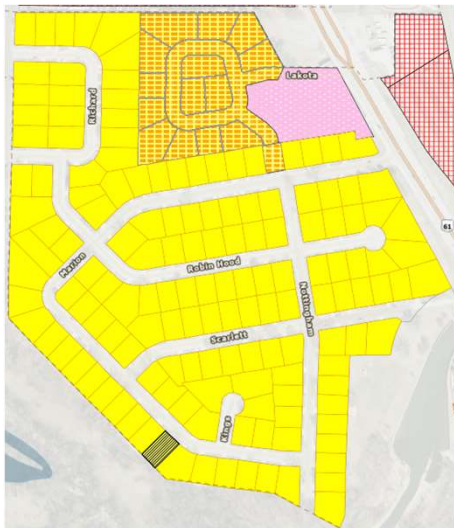 Lakota
Richard
61
Marion
Robin Hood
Nottingham
Scarlett
Kings